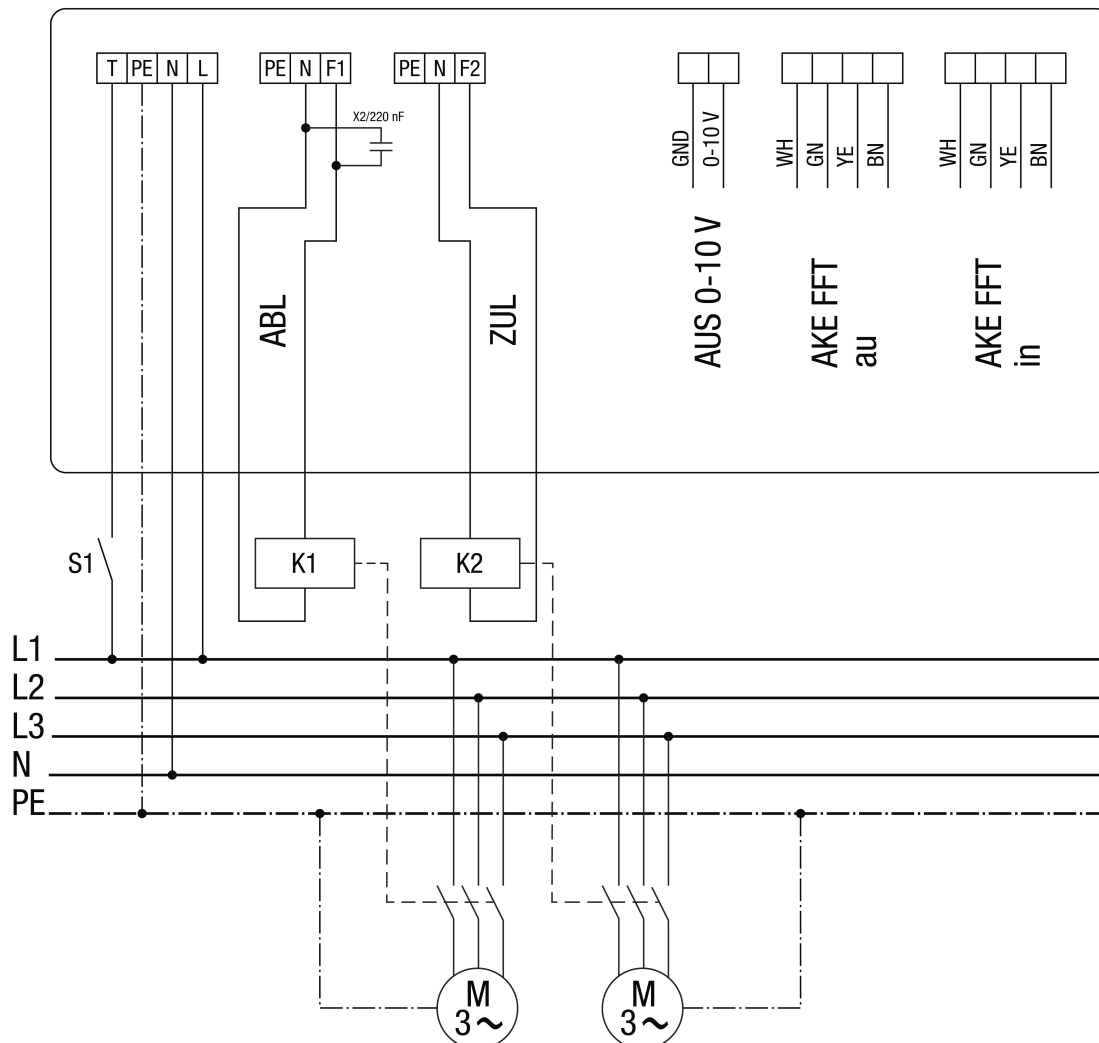 T PE N L
PE N F1
PE N F2
X2/220 nF
GND
0-10 V
WH
GN
YE
BN
WH
GN
YE
BN
ABL
ZUL
AUS 0-10 V
AKE FFT
au
AKE FFT
in
S1
K1
K2
L1
L2
L3
N
PE
M
3~
M
3~